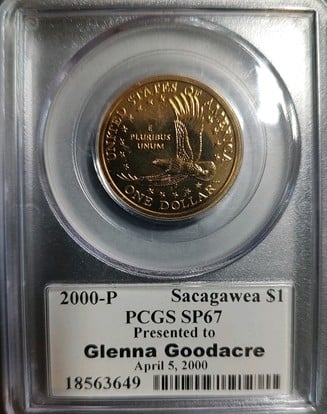 UNITED STATES OF AMERICA
E
PLURIBUS
UNUM
ONE DOLLAR
2000-P Sacagawea $1
PCGS SP67
Presented to
Glenna Goodacre
April 5, 2000
18563649